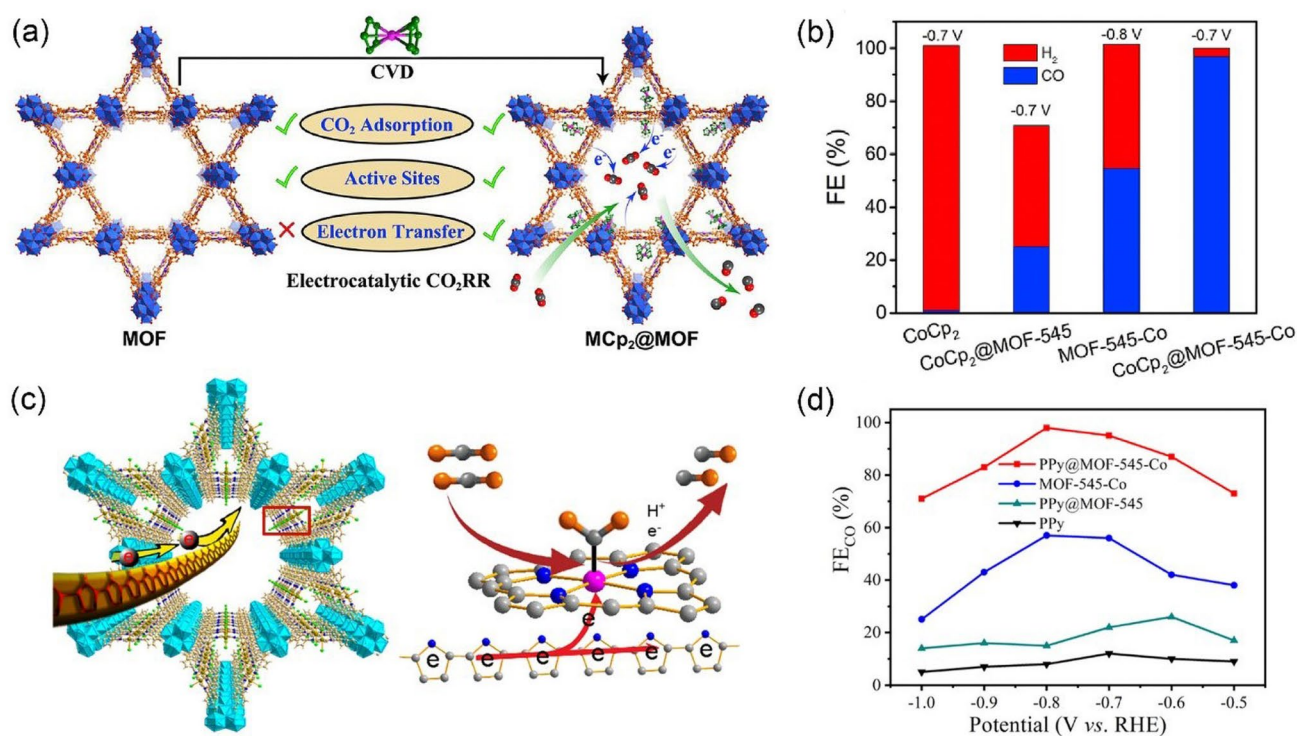 (a)
CVD
CO₂ Adsorption
Active Sites
Electron Transfer
Electrocatalytic CO₂RR
e⁻
e⁻
e⁻
e⁻
MOF
MCp₂@MOF
(b)
FE (%)
100
80
60
40
20
0
-0.7 V
-0.7 V
-0.8 V
-0.7 V
H₂
CO
CoCp₂
CoCp₂@MOF-545
MOF-545-Co
CoCp₂@MOF-545-Co
(c)
e
e
H⁺
e⁻
e
e e e e e e
(d)
FE_CO (%)
100
80
60
40
20
0
PPy@MOF-545-Co
MOF-545-Co
PPy@MOF-545
PPy
-1.0 -0.9 -0.8 -0.7 -0.6 -0.5
Potential (V vs. RHE)